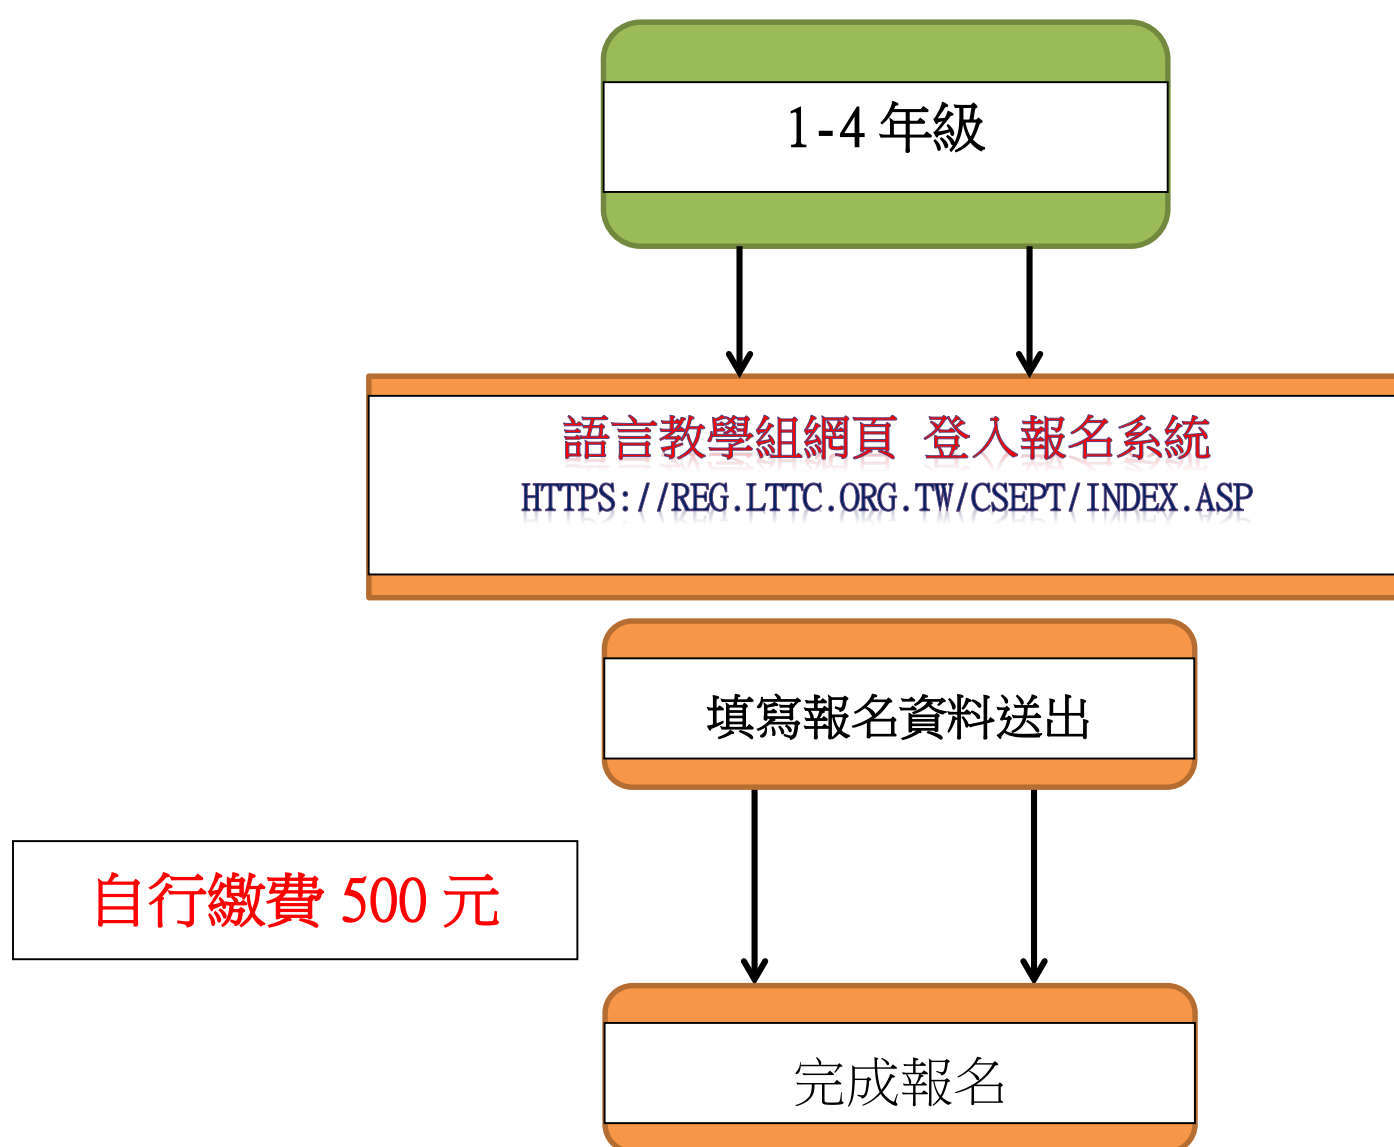 1-4 年級
語言教學組網頁 登入報名系統
HTTPS://REG.LTTC.ORG.TW/CSEPT/INDEX.ASP
填寫報名資料送出
自行繳費 500 元
完成報名